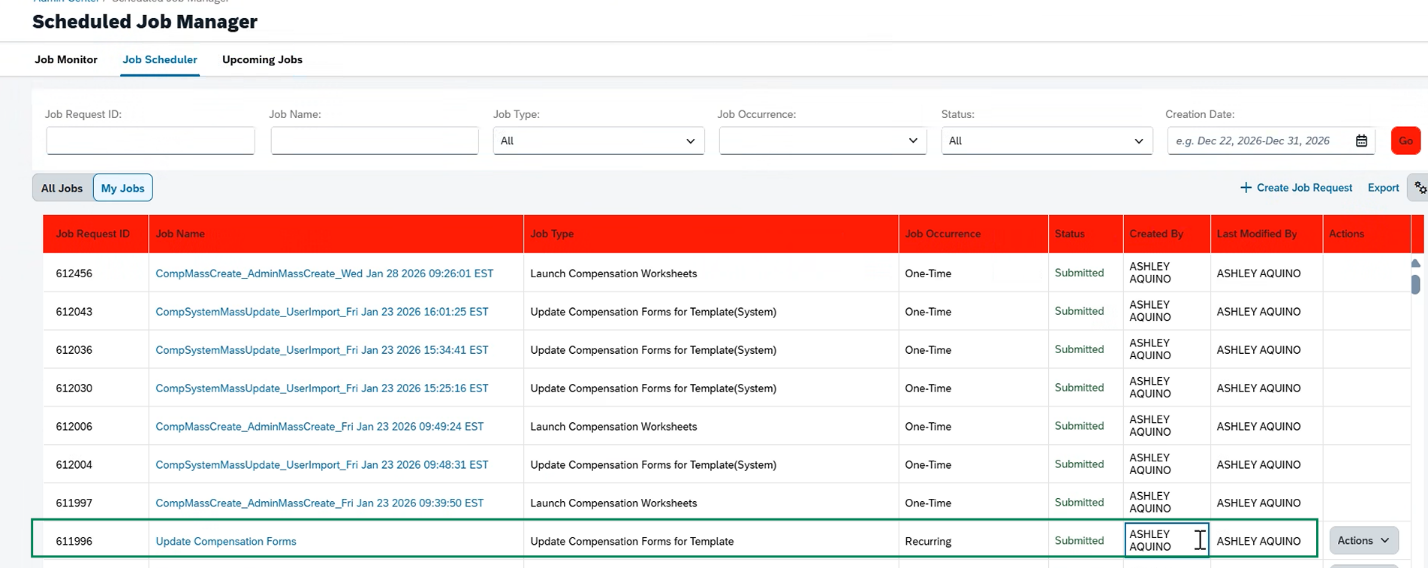 Admin Center / Scheduled Job Manager
Scheduled Job Manager
Job Monitor Job Scheduler Upcoming Jobs
Job Request ID: Job Name: Job Type: Job Occurrence: Status: Creation Date:
All All e.g. Dec 22, 2026-Dec 31, 2026 Go
All Jobs My Jobs Create Job Request Export
Job Request ID Job Name Job Type Job Occurrence Status Created By Last Modified By Actions
612456 CompMassCreate_AdminMassCreate_Wed Jan 28 2026 09:26:01 EST Launch Compensation Worksheets One-Time Submitted ASHLEY AQUINO ASHLEY AQUINO
612043 CompSystemMassUpdate_UserImport_Fri Jan 23 2026 16:01:25 EST Update Compensation Forms for Template(System) One-Time Submitted ASHLEY AQUINO ASHLEY AQUINO
612036 CompSystemMassUpdate_UserImport_Fri Jan 23 2026 15:34:41 EST Update Compensation Forms for Template(System) One-Time Submitted ASHLEY AQUINO ASHLEY AQUINO
612030 CompSystemMassUpdate_UserImport_Fri Jan 23 2026 15:25:16 EST Update Compensation Forms for Template(System) One-Time Submitted ASHLEY AQUINO ASHLEY AQUINO
612006 CompMassCreate_AdminMassCreate_Fri Jan 23 2026 09:49:24 EST Launch Compensation Worksheets One-Time Submitted ASHLEY AQUINO ASHLEY AQUINO
612004 CompSystemMassUpdate_UserImport_Fri Jan 23 2026 09:48:31 EST Update Compensation Forms for Template(System) One-Time Submitted ASHLEY AQUINO ASHLEY AQUINO
611997 CompMassCreate_AdminMassCreate_Fri Jan 23 2026 09:39:50 EST Launch Compensation Worksheets One-Time Submitted ASHLEY AQUINO ASHLEY AQUINO
611996 Update Compensation Forms Update Compensation Forms for Template Recurring Submitted ASHLEY AQUINO ASHLEY AQUINO Actions